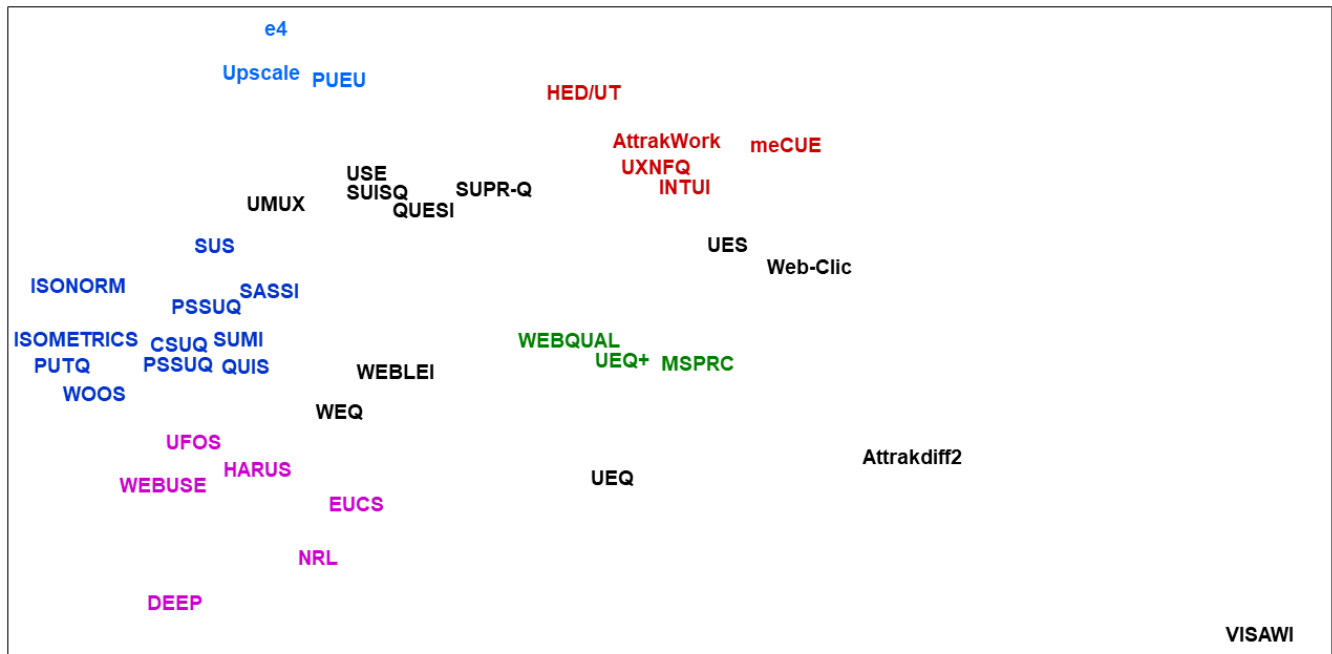 e4
Upscale
PUEU
HED/UT
AttrakWork
meCUE
UXNFQ
USE
INTUI
SUISQ
SUPR-Q
UMUX
QUESI
SUS
UES
Web-Clic
ISONORM
SASSI
PSSUQ
ISOMETRICS
CSUQ
SUMI
WEBQUAL
UEQ+
MSPRC
PUTQ
PSSUQ
QUIS
WEBLEI
WOOS
WEQ
UFOS
Attrakdiff2
HARUS
UEQ
WEBUSE
EUCS
NRL
DEEP
VISAWI